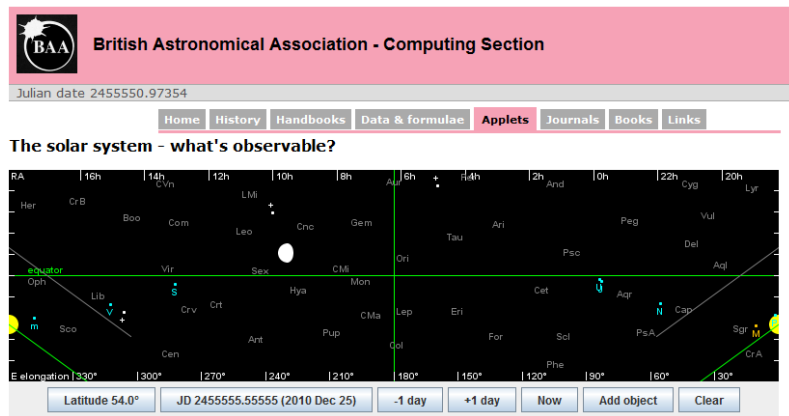 BAA
British Astronomical Association - Computing Section
Julian date 2455550.97354
Home History Handbooks Data & formulae Applets Journals Books Links
The solar system - what's observable?
RA 16h 14h 12h 10h 8h 6h 4h 2h 0h 22h 20h
CVn Aur And Cyg Lyr
Her CrB LMi
Boo Com Leo Cnc Gem Tau Ari Peg Vul
Psc Del
equator Vir Sex CMi Ori Aql
Oph Hya Mon
Lib S Cet U Aqr
V Crv Crt CMa Lep Eri N Cap
m Sco Ant Pup For Scl PsA Sgr M
Cen Col CrA
Phe
E elongation 330° 300° 270° 240° 210° 180° 150° 120° 90° 60° 30°
Latitude 54.0° JD 2455555.55555 (2010 Dec 25) -1 day +1 day Now Add object Clear